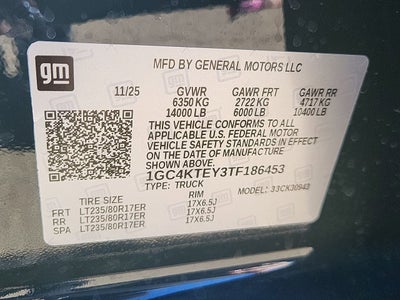 gm
MFD BY GENERAL MOTORS LLC
11/25 GVWR GAWR FRT GAWR RR
6350 KG 2722 KG 4717 KG
14000 LB 6000 LB 10400 LB
THIS VEHICLE CONFORMS TO ALL
APPLICABLE U.S. FEDERAL MOTOR
VEHICLE SAFETY STANDARDS IN EFFECT
ON THE DATE OF MANUFACTURE
SHOWN ABOVE.
1GC4KTEY3TF186453
TYPE: TRUCK MODEL: 33CK30943
TIRE SIZE RIM
FRT LT235/80R17ER 17X6.5J
RR LT235/80R17ER 17X6.5J
SPA LT235/80R17ER 17X6.5J